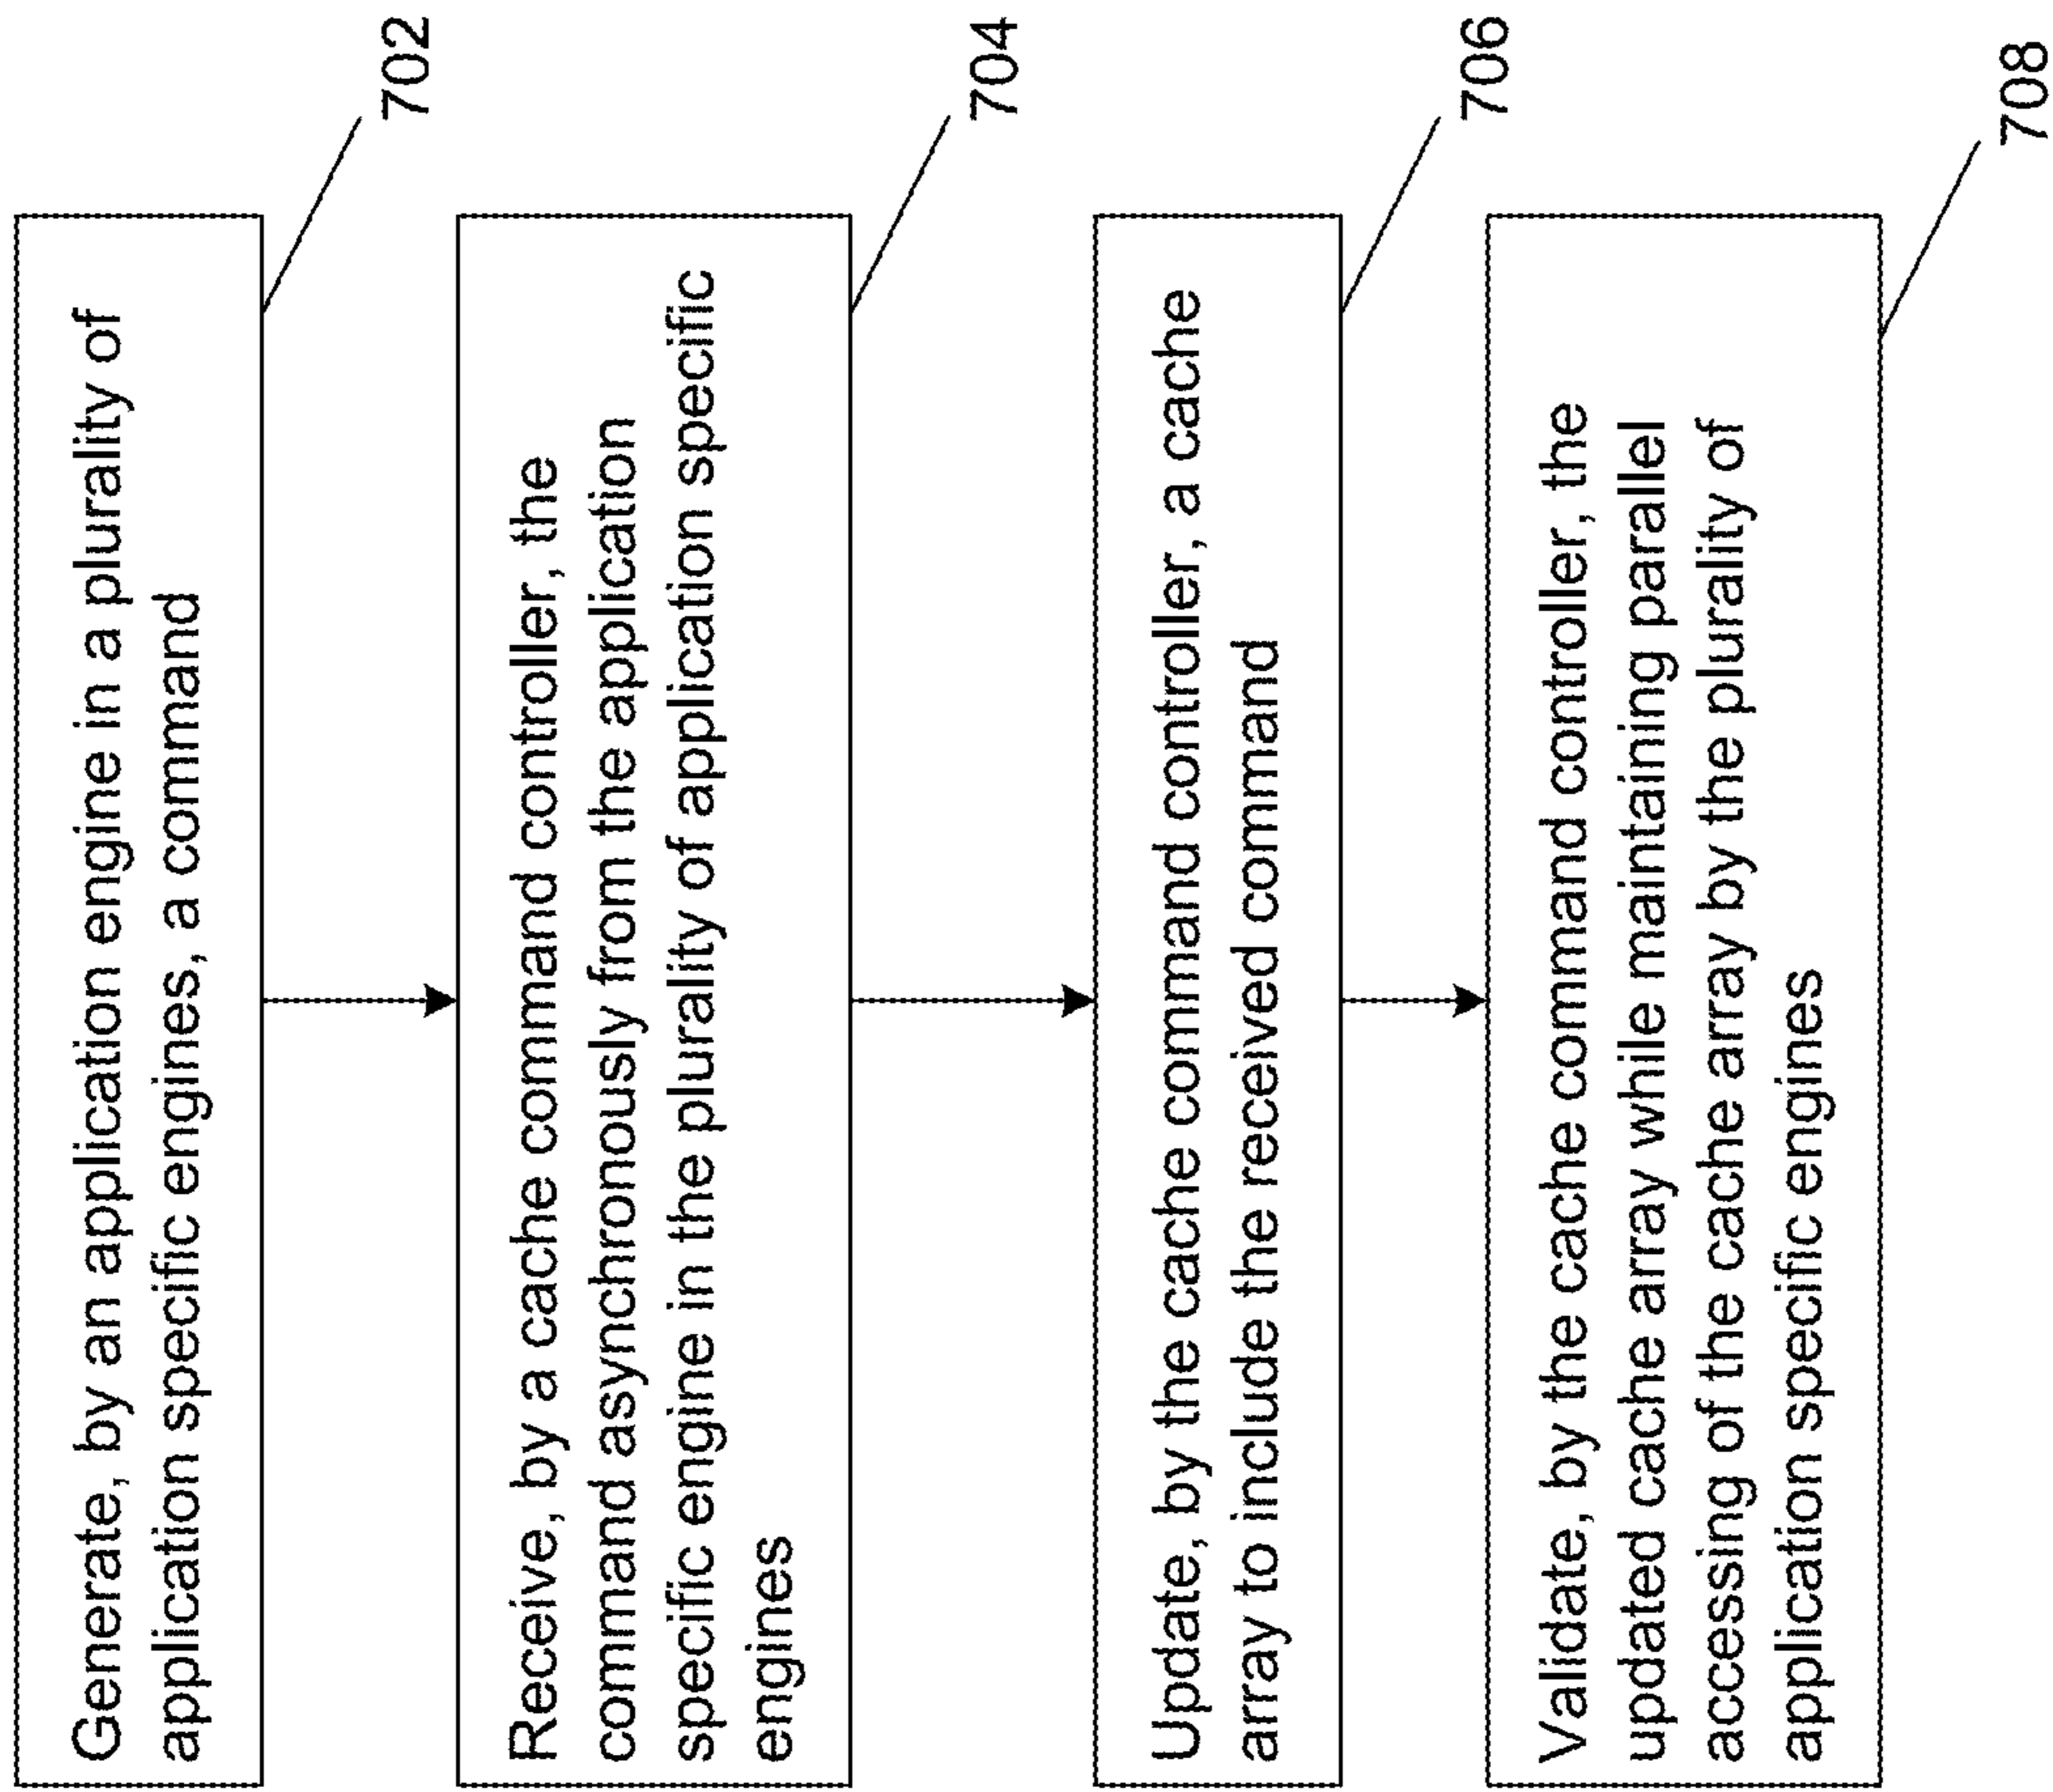 Generate, by an application engine in a plurality of
application specific engines, a command
702
Receive, by a cache command controller, the
command asynchronously from the application
specific engine in the plurality of application specific
engines
704
Update, by the cache command controller, a cache
array to include the received command
706
Validate, by the cache command controller, the
updated cache array while maintaining parallel
accessing of the cache array by the plurality of
application specific engines
708